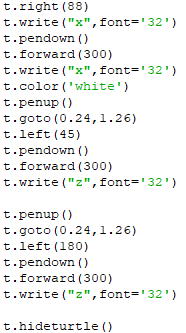 t.right(88)
t.write("x",font='32')
t.pendown()
t.forward(300)
t.write("x",font='32')
t.color('white')
t.penup()
t.goto(0.24,1.26)
t.left(45)
t.pendown()
t.forward(300)
t.write("z",font='32')
t.penup()
t.goto(0.24,1.26)
t.left(180)
t.pendown()
t.forward(300)
t.write("z",font='32')
t.hideturtle()